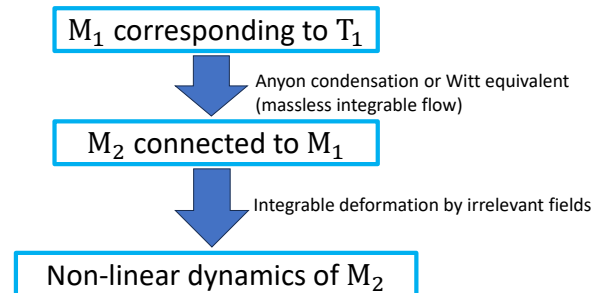 M₁ corresponding to T₁
Anyon condensation or Witt equivalent
(massless integrable flow)
M₂ connected to M₁
Integrable deformation by irrelevant fields
Non-linear dynamics of M₂